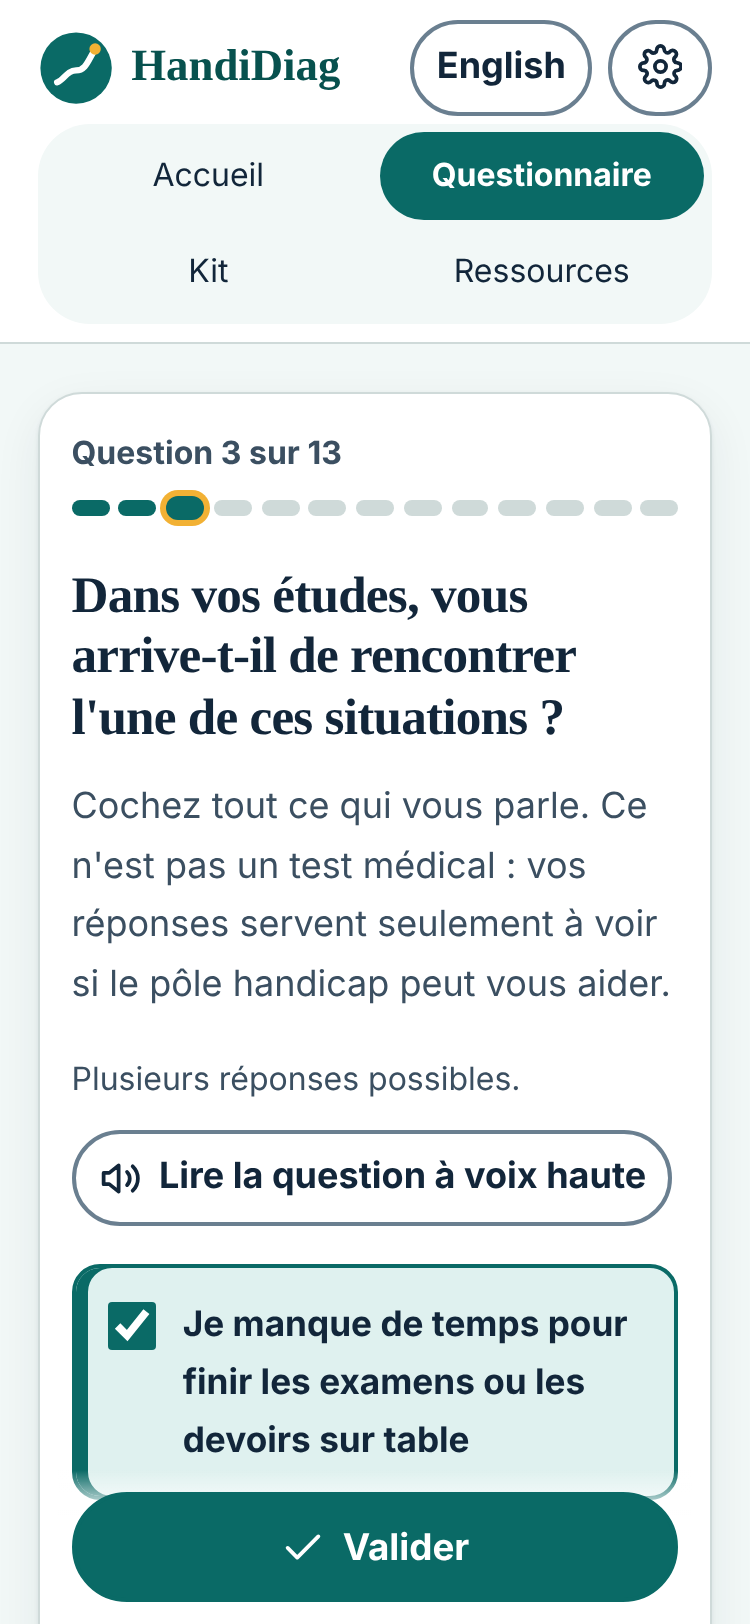 HandiDiag
English
Accueil
Questionnaire
Kit
Ressources
Question 3 sur 13
Dans vos études, vous
arrive-t-il de rencontrer
l'une de ces situations ?
Cochez tout ce qui vous parle. Ce
n'est pas un test médical : vos
réponses servent seulement à voir
si le pôle handicap peut vous aider.
Plusieurs réponses possibles.
Lire la question à voix haute
Je manque de temps pour
finir les examens ou les
devoirs sur table
Valider